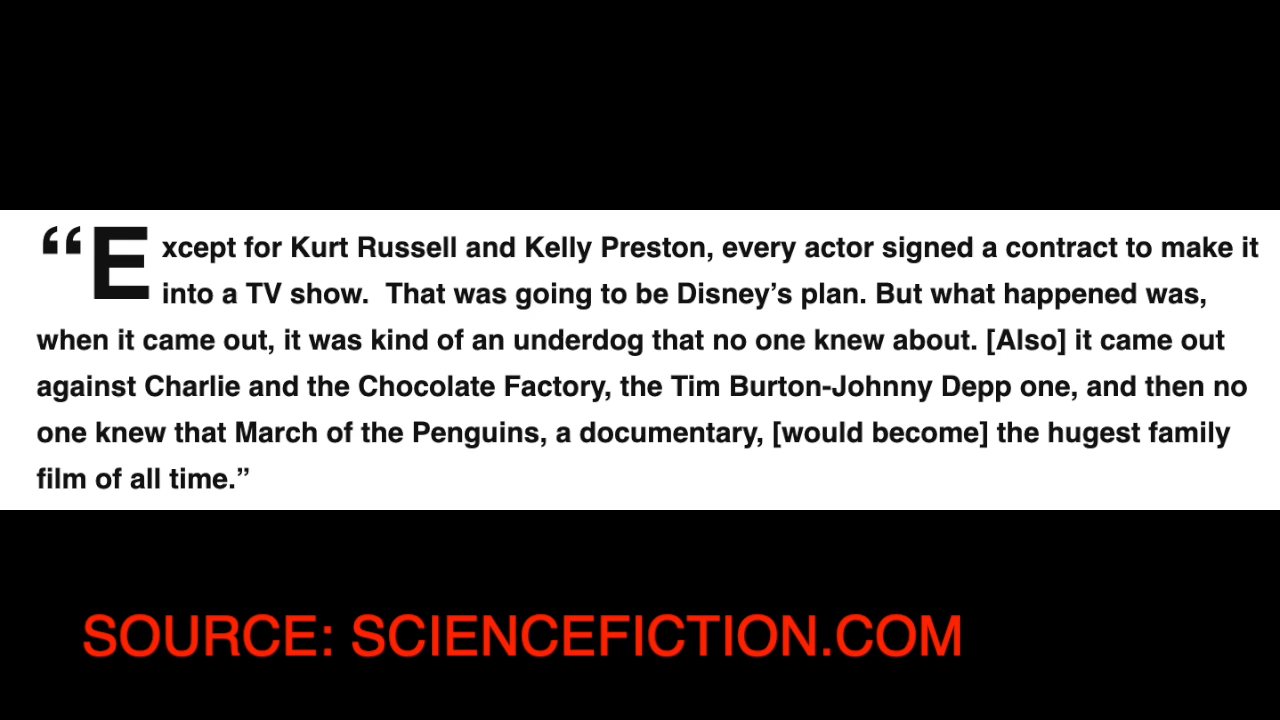 “Except for Kurt Russell and Kelly Preston, every actor signed a contract to make it
into a TV show.  That was going to be Disney’s plan. But what happened was,
when it came out, it was kind of an underdog that no one knew about. [Also] it came out
against Charlie and the Chocolate Factory, the Tim Burton-Johnny Depp one, and then no
one knew that March of the Penguins, a documentary, [would become] the hugest family
film of all time.”
SOURCE: SCIENCEFICTION.COM